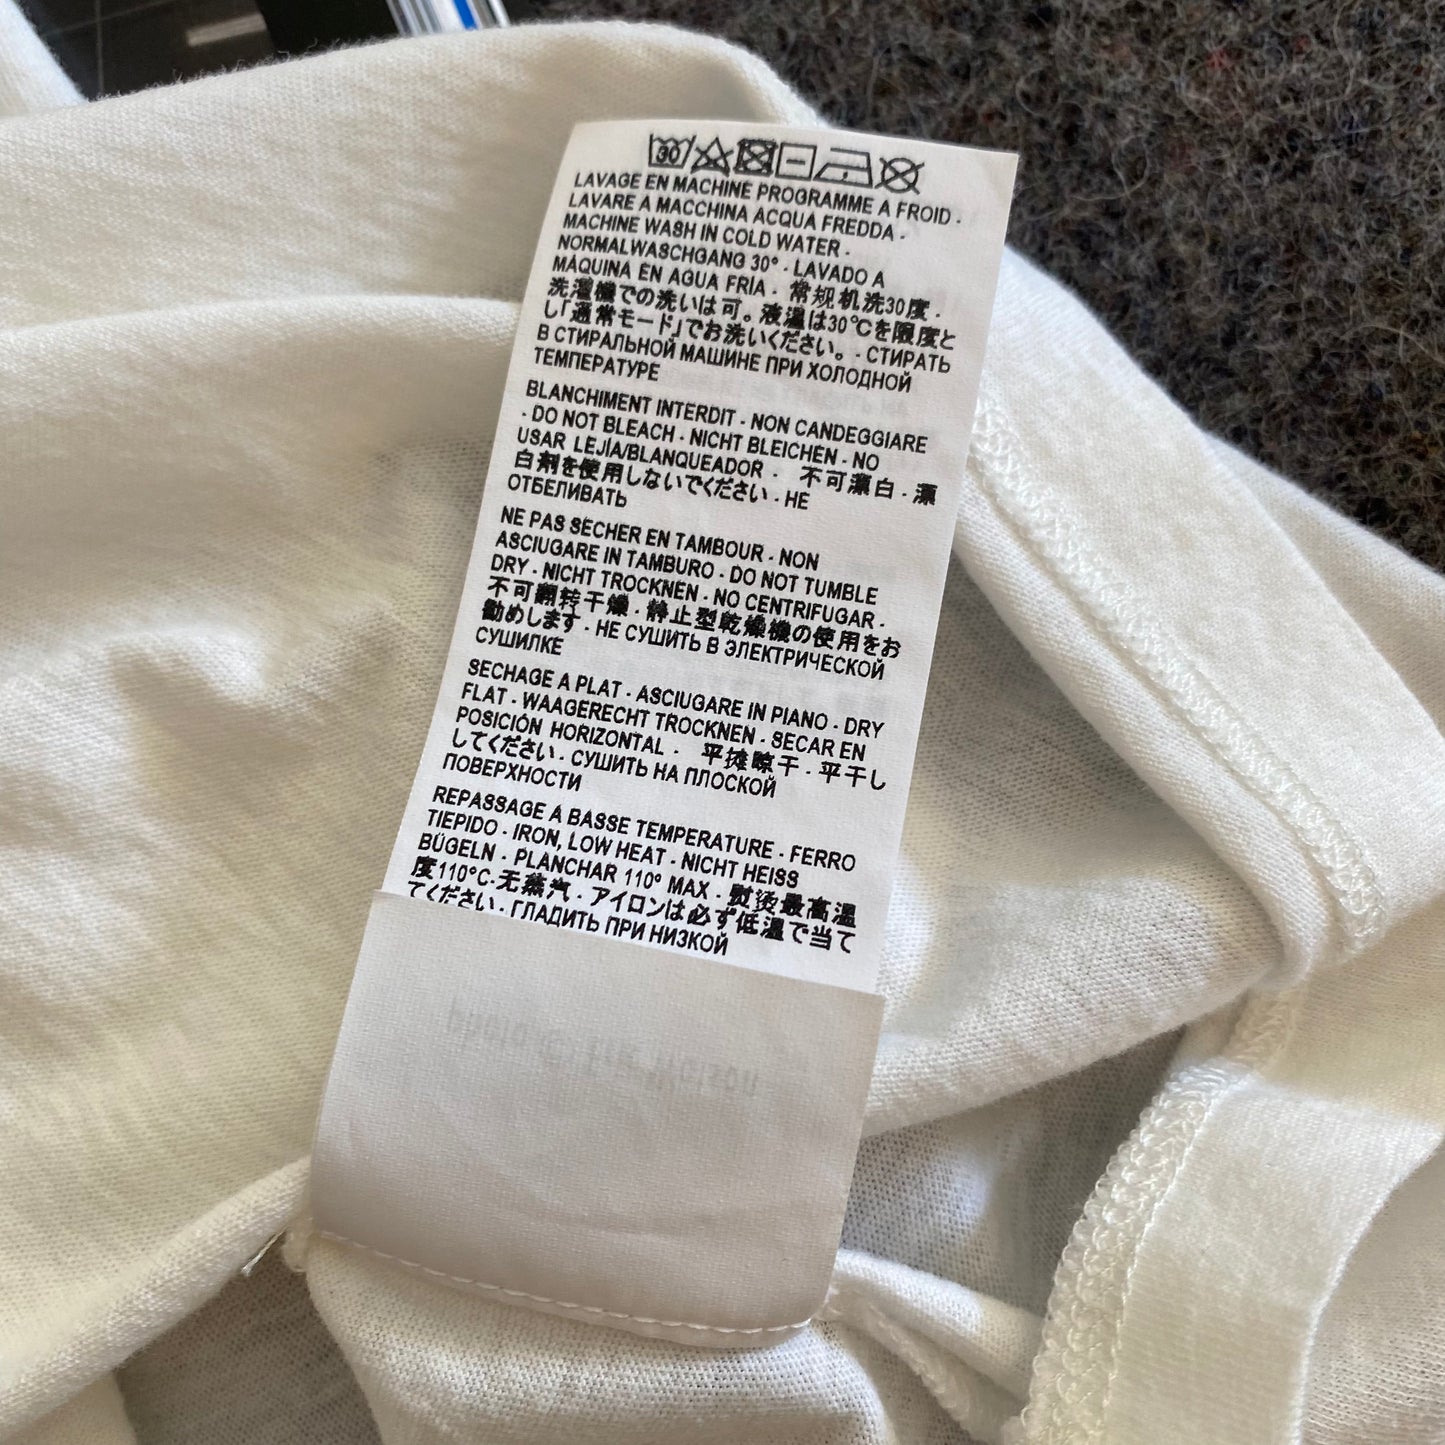 30
LAVAGE EN MACHINE PROGRAMME A FROID -
LAVARE A MACCHINA ACQUA FREDDA -
MACHINE WASH IN COLD WATER -
NORMALWASCHGANG 30° - LAVADO A
MÁQUINA EN AGUA FRÍA - 常规机洗30度 -
洗濯機での洗いは可。液温は30℃を限度と
し「通常モード」でお洗いください。 - СТИРАТЬ
В СТИРАЛЬНОЙ МАШИНЕ ПРИ ХОЛОДНОЙ
ТЕМПЕРАТУРЕ
BLANCHIMENT INTERDIT - NON CANDEGGIARE
- DO NOT BLEACH - NICHT BLEICHEN - NO
USAR LEJÍA/BLANQUEADOR - 不可漂白 - 漂
白剤を使用しないでください - НЕ
ОТБЕЛИВАТЬ
NE PAS SÉCHER EN TAMBOUR - NON
ASCIUGARE IN TAMBURO - DO NOT TUMBLE
DRY - NICHT TROCKNEN - NO CENTRIFUGAR -
不可翻转干燥 - 静止型乾燥機の使用をお
勧めします - НЕ СУШИТЬ В ЭЛЕКТРИЧЕСКОЙ
СУШИЛКЕ
SECHAGE A PLAT - ASCIUGARE IN PIANO - DRY
FLAT - WAAGERECHT TROCKNEN - SECAR EN
POSICIÓN HORIZONTAL - 平摊晾干 - 平干し
してください - СУШИТЬ НА ПЛОСКОЙ
ПОВЕРХНОСТИ
REPASSAGE A BASSE TEMPERATURE - FERRO
TIEPIDO - IRON, LOW HEAT - NICHT HEISS
BÜGELN - PLANCHAR 110º MAX - 熨烫最高温
度110°C-无蒸汽 - アイロンは必ず低温で当て
てください - ГЛАДИТЬ ПРИ НИЗКОЙ